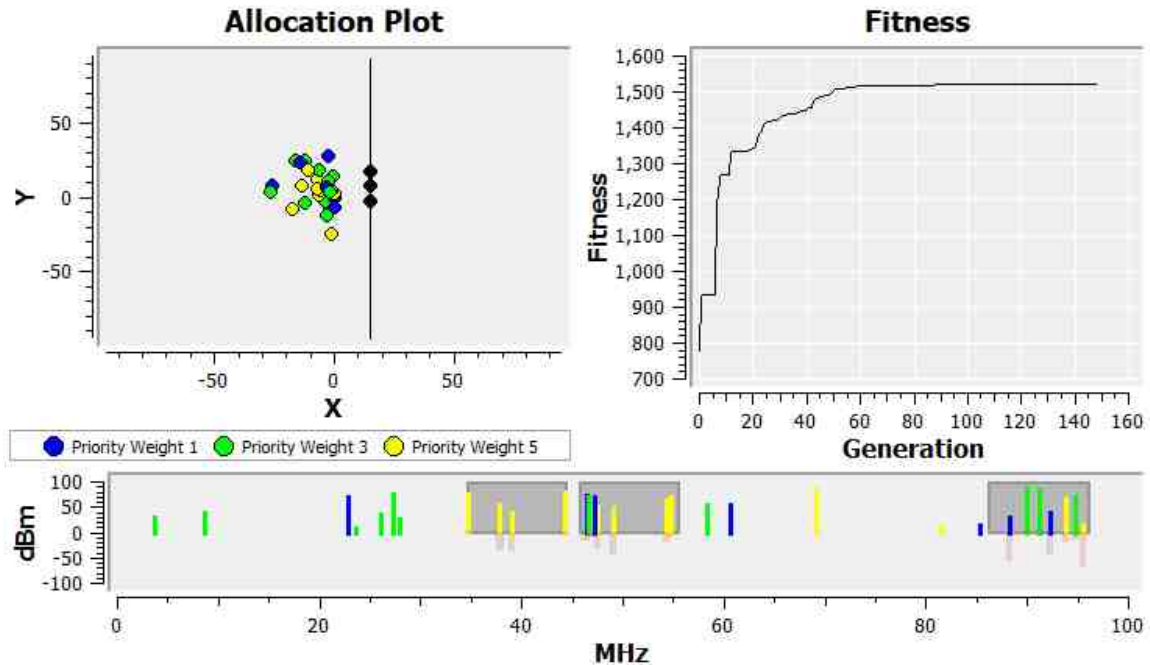 Allocation Plot
Fitness
50
0
-50
Y
-50 0 50
X
1,600
1,500
1,400
1,300
1,200
1,100
1,000
900
800
700
Fitness
0 20 40 60 80 100 120 140 160
Generation
Priority Weight 1 Priority Weight 3 Priority Weight 5
100
50
0
-50
-100
dBm
0 20 40 60 80 100
MHz